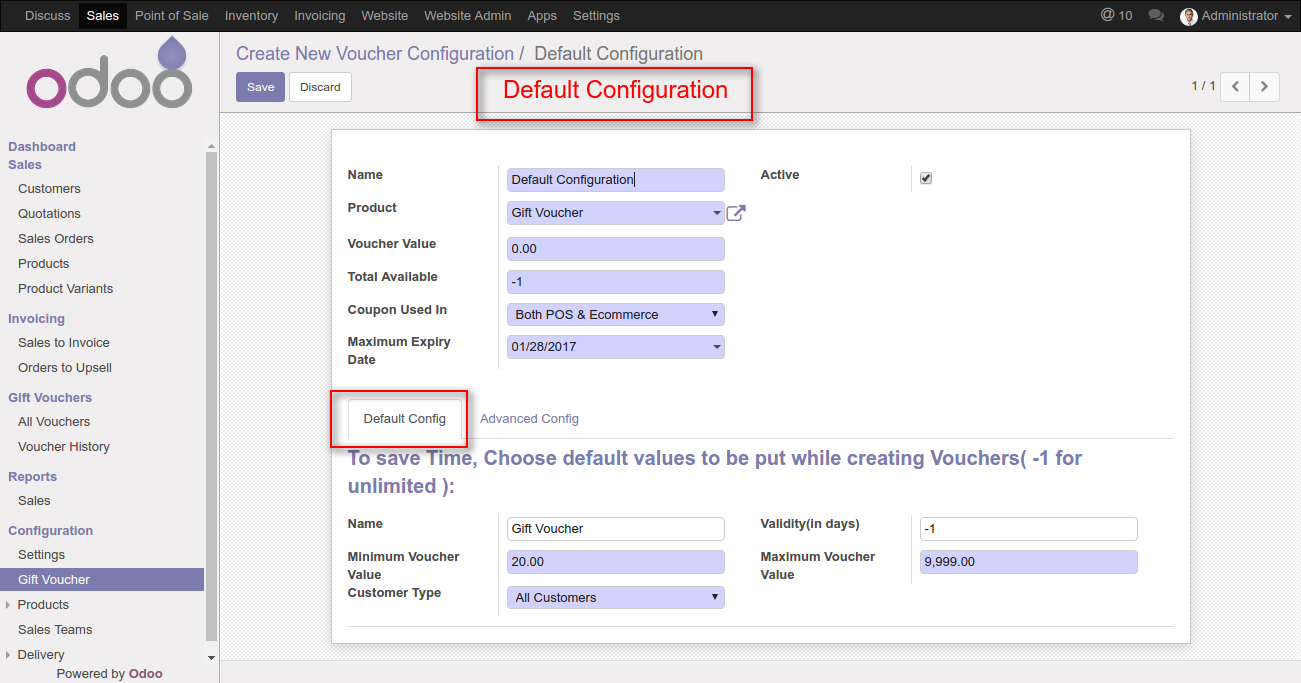 Discuss Sales Point of Sale Inventory Invoicing Website Website Admin Apps Settings @ 10 Administrator
odoo
Create New Voucher Configuration / Default Configuration
Save Discard
Default Configuration
1 / 1
Dashboard
Sales
Customers
Quotations
Sales Orders
Products
Product Variants
Invoicing
Sales to Invoice
Orders to Upsell
Gift Vouchers
All Vouchers
Voucher History
Reports
Sales
Configuration
Settings
Gift Voucher
Products
Sales Teams
Delivery
Powered by Odoo
Name Default Configuration Active
Product Gift Voucher
Voucher Value 0.00
Total Available -1
Coupon Used In Both POS & Ecommerce
Maximum Expiry
Date 01/28/2017
Default Config Advanced Config
To save Time, Choose default values to be put while creating Vouchers( -1 for
unlimited ):
Name Gift Voucher Validity(in days) -1
Minimum Voucher
Value 20.00 Maximum Voucher
Value 9,999.00
Customer Type All Customers